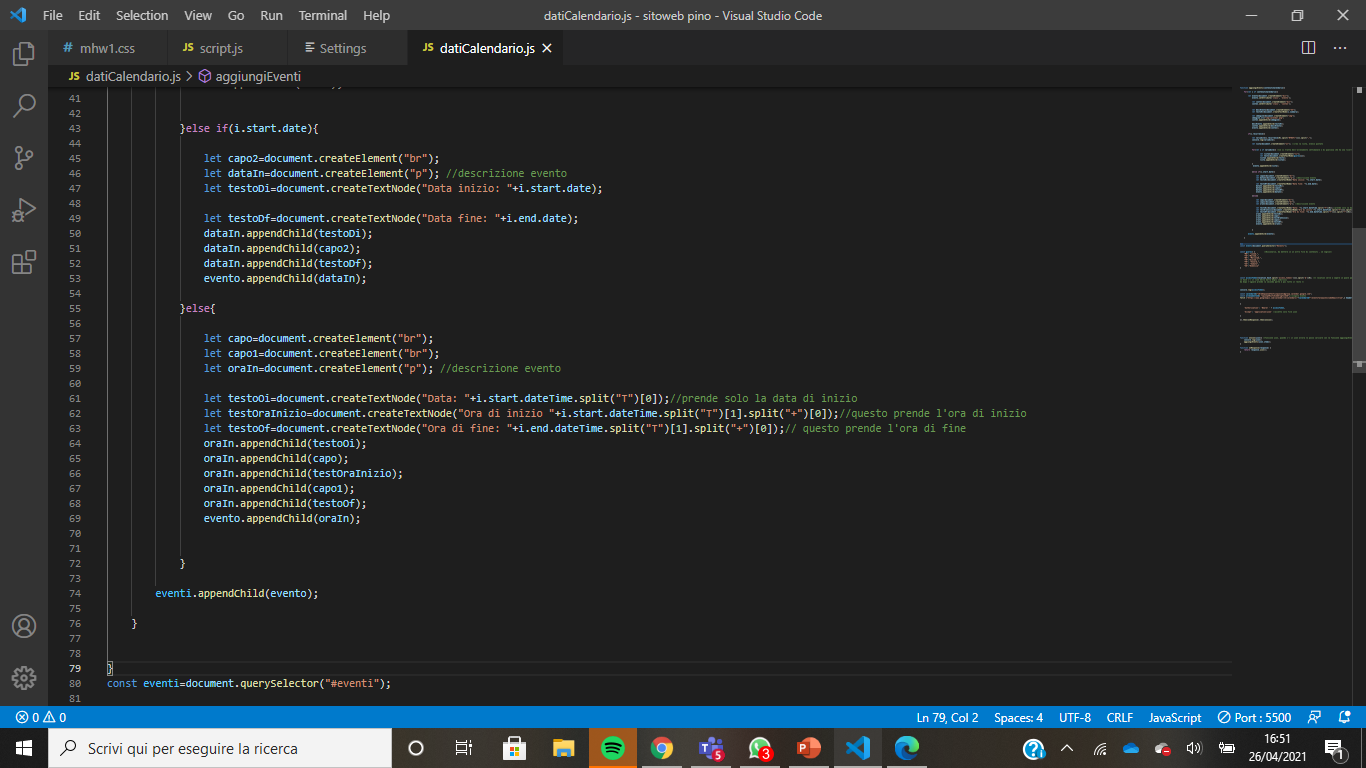 File Edit Selection View Go Run Terminal Help datiCalendario.js - sitoweb pino - Visual Studio Code
# mhw1.css JS script.js Settings JS datiCalendario.js
JS datiCalendario.js > aggiungiEventi
41
42
43 }else if(i.start.date){
44
45 let capo2=document.createElement("br");
46 let dataIn=document.createElement("p"); //descrizione evento
47 let testoDi=document.createTextNode("Data inizio: "+i.start.date);
48
49 let testoDf=document.createTextNode("Data fine: "+i.end.date);
50 dataIn.appendChild(testoDi);
51 dataIn.appendChild(capo2);
52 dataIn.appendChild(testoDf);
53 evento.appendChild(dataIn);
54
55 }else{
56
57 let capo=document.createElement("br");
58 let capo1=document.createElement("br");
59 let oraIn=document.createElement("p"); //descrizione evento
60
61 let testoOi=document.createTextNode("Data: "+i.start.dateTime.split("T")[0]);//prende solo la data di inizio
62 let testOraInizio=document.createTextNode("Ora di inizio "+i.start.dateTime.split("T")[1].split("+")[0]);//questo prende l'ora di inizio
63 let testoOf=document.createTextNode("Ora di fine: "+i.end.dateTime.split("T")[1].split("+")[0]);// questo prende l'ora di fine
64 oraIn.appendChild(testoOi);
65 oraIn.appendChild(capo);
66 oraIn.appendChild(testOraInizio);
67 oraIn.appendChild(capo1);
68 oraIn.appendChild(testoOf);
69 evento.appendChild(oraIn);
70
71
72 }
73
74 eventi.appendChild(evento);
75
76 }
77
78
79 }
80 const eventi=document.querySelector("#eventi");
81
0 0 Ln 79, Col 2 Spaces: 4 UTF-8 CRLF JavaScript Port : 5500
Scrivi qui per eseguire la ricerca 5 3 16:51
26/04/2021 1